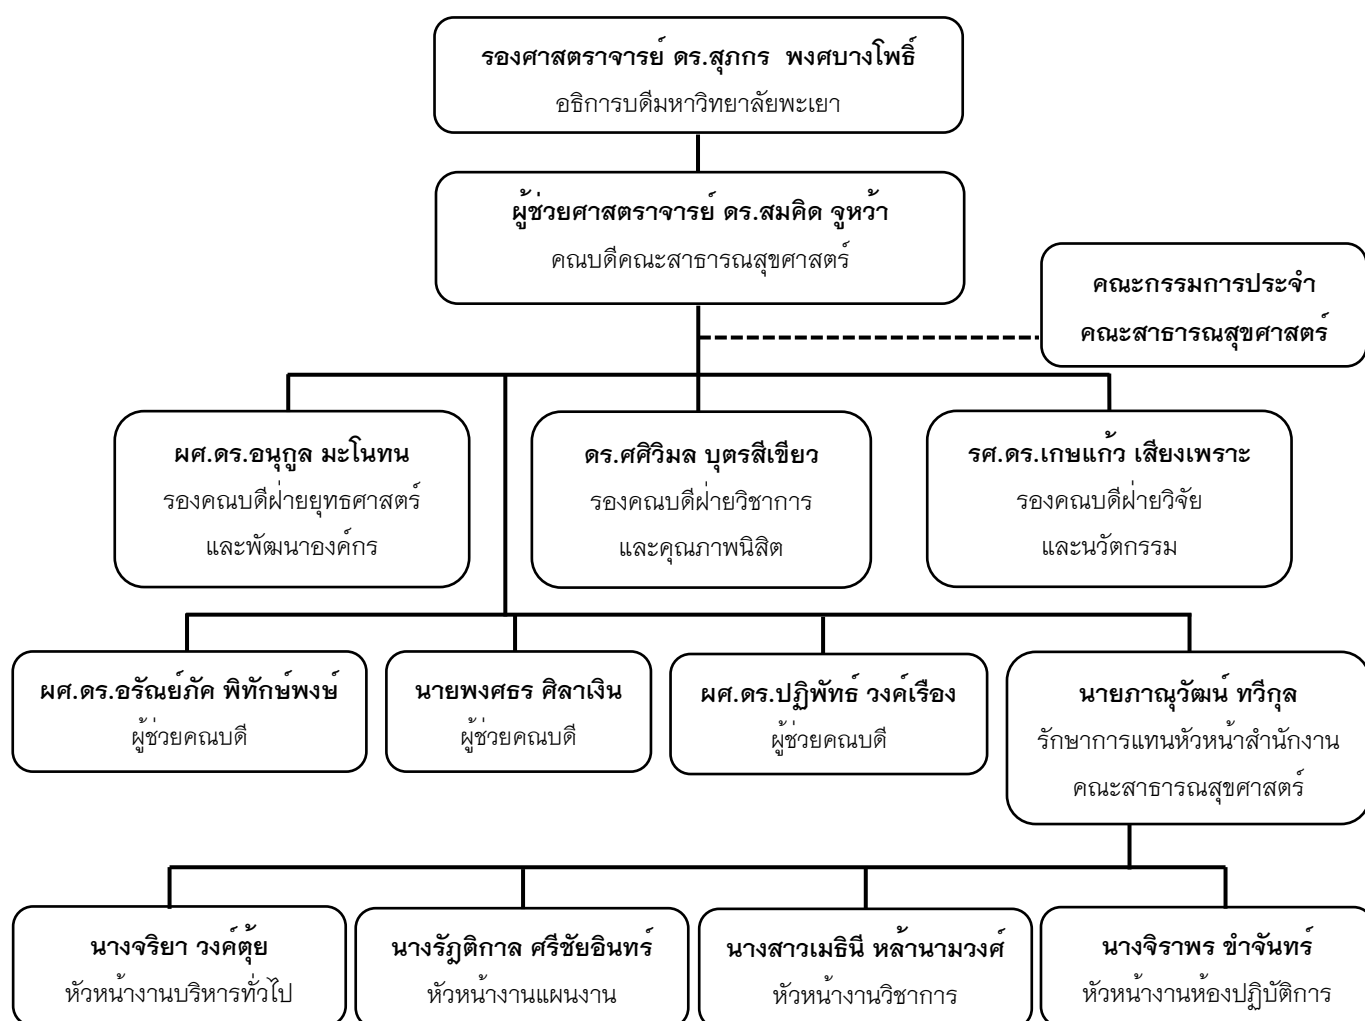 รองศาสตราจารย์ ดร.สุภกร  พงศบางโพธิ์
อธิการบดีมหาวิทยาลัยพะเยา
ผู้ช่วยศาสตราจารย์ ดร.สมคิด จูหว้า
คณบดีคณะสาธารณสุขศาสตร์
คณะกรรมการประจำ
คณะสาธารณสุขศาสตร์
ผศ.ดร.อนุกูล มะโนทน
รองคณบดีฝ่ายยุทธศาสตร์
และพัฒนาองค์กร
ดร.ศศิวิมล บุตรสีเขียว
รองคณบดีฝ่ายวิชาการ
และคุณภาพนิสิต
รศ.ดร.เกษแก้ว เสียงเพราะ
รองคณบดีฝ่ายวิจัย
และนวัตกรรม
ผศ.ดร.อรัณย์ภัค พิทักษ์พงษ์
ผู้ช่วยคณบดี
นายพงศธร ศิลาเงิน
ผู้ช่วยคณบดี
ผศ.ดร.ปฏิพัทธ์ วงค์เรือง
ผู้ช่วยคณบดี
นายภาณุวัฒน์ ทวีกุล
รักษาการแทนหัวหน้าสำนักงาน
คณะสาธารณสุขศาสตร์
นางจริยา วงค์ตุ้ย
หัวหน้างานบริหารทั่วไป
นางรัฎติกาล ศรีชัยอินทร์
หัวหน้างานแผนงาน
นางสาวเมธินี หล้านามวงศ์
หัวหน้างานวิชาการ
นางจิราพร ขำจันทร์
หัวหน้างานห้องปฏิบัติการ